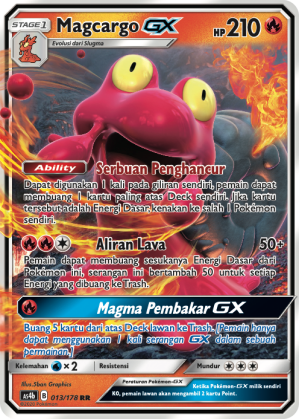 STAGE 1 Magcargo GX HP 210
Evolusi dari Slugma
Ability Serbuan Penghancur
Dapat digunakan 1 kali pada giliran sendiri, pemain dapat
membuang 1 kartu paling atas Deck sendiri. Jika kartu
tersebut adalah Energi Dasar, kenakan ke salah 1 Pokémon
sendiri.
Aliran Lava 50+
Pemain dapat membuang sesukanya Energi Dasar dari
Pokémon ini, serangan ini bertambah 50 untuk setiap
Energi yang dibuang ke Trash.
Magma Pembakar GX
Buang 5 kartu dari atas Deck lawan ke Trash. (Pemain hanya
dapat menggunakan 1 kali serangan GX dalam
Kelemahan ×2 Resistensi Mundur
Illus. 5ban Graphics
Peraturan Pokémon-GX
Ketika Pokémon-GX milik sendiri
KO, pemain lawan akan mengambil 2 kartu Point.
AS4b B 013/178 RR